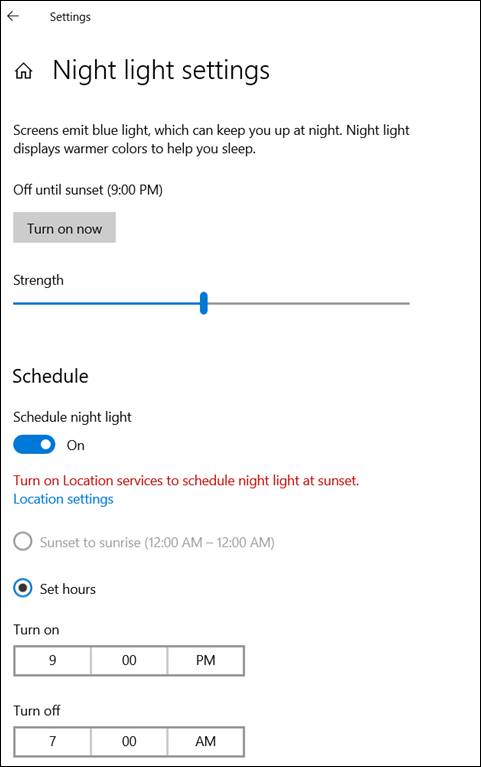 Settings
Night light settings
Screens emit blue light, which can keep you up at night. Night light
displays warmer colors to help you sleep.
Off until sunset (9:00 PM)
Turn on now
Strength
Schedule
Schedule night light
On
Turn on Location services to schedule night light at sunset.
Location settings
Sunset to sunrise (12:00 AM – 12:00 AM)
Set hours
Turn on
9 00 PM
Turn off
7 00 AM